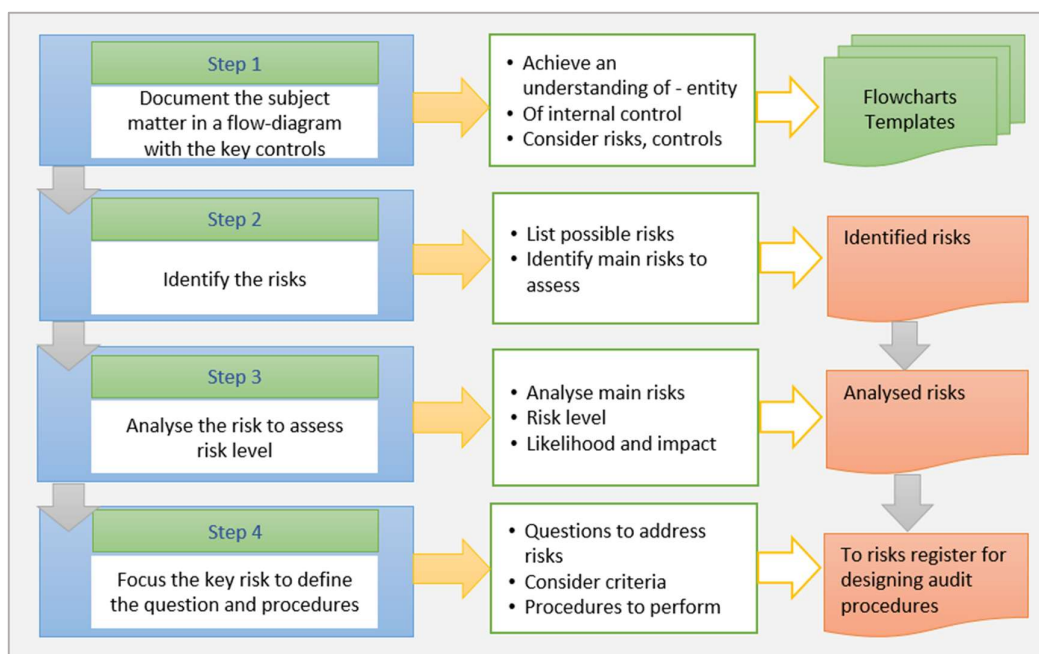 Step 1
Document the subject
matter in a flow-diagram
with the key controls
• Achieve an
understanding of - entity
• Of internal control
• Consider risks, controls
Flowcharts
Templates
Step 2
Identify the risks
• List possible risks
• Identify main risks to
assess
Identified risks
Step 3
Analyse the risk to assess
risk level
• Analyse main risks
• Risk level
• Likelihood and impact
Analysed risks
Step 4
Focus the key risk to define
the question and procedures
• Questions to address
risks
• Consider criteria
• Procedures to perform
To risks register for
designing audit
procedures